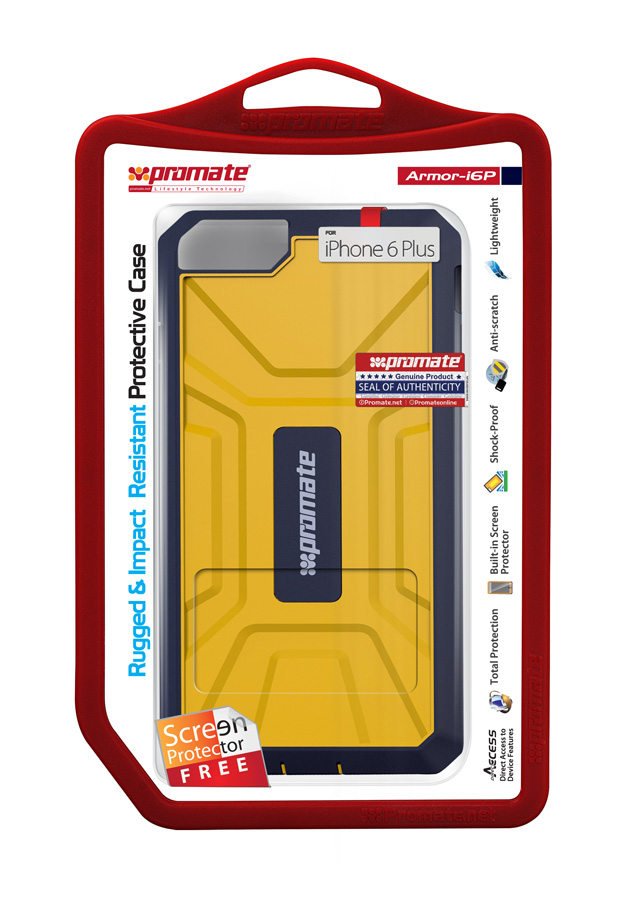 promate
promate
promate.net Lifestyle Technology
Armor-i6P
FOR
iPhone 6 Plus
promate
★★★★★ Genuine Product ★
SEAL OF AUTHENTICITY
Promate.net | Promateonline
Rugged & Impact Resistant Protective Case
promate
Lightweight
Anti-scratch
Shock-Proof
Built-in Screen
Protector
Total Protection
Access
Direct Access to
Device Features
Screen
Protector
FREE
promate
promate.net